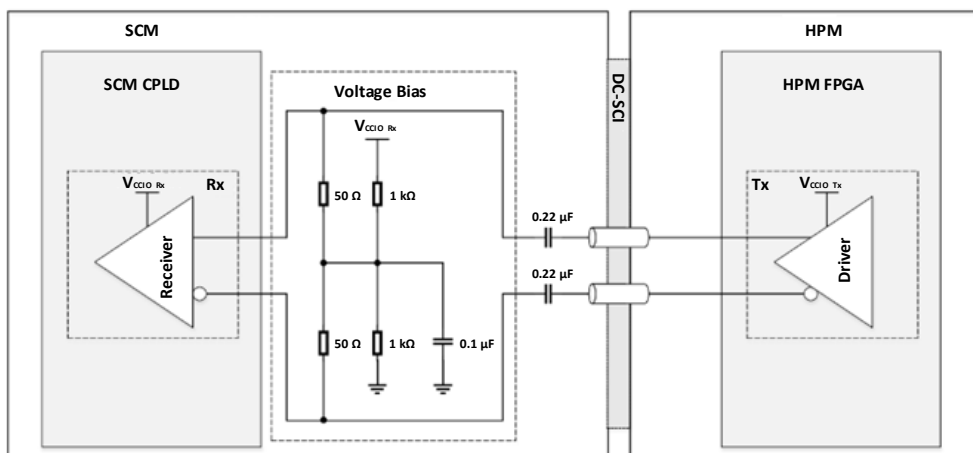 SCM
HPM
SCM CPLD
Voltage Bias
DC-SCI
HPM FPGA
VCCIO Rx
VCCIO Rx
Rx
Tx
VCCIO Tx
50 Ω
1 kΩ
0.22 µF
Receiver
Driver
0.22 µF
50 Ω
1 kΩ
0.1 µF